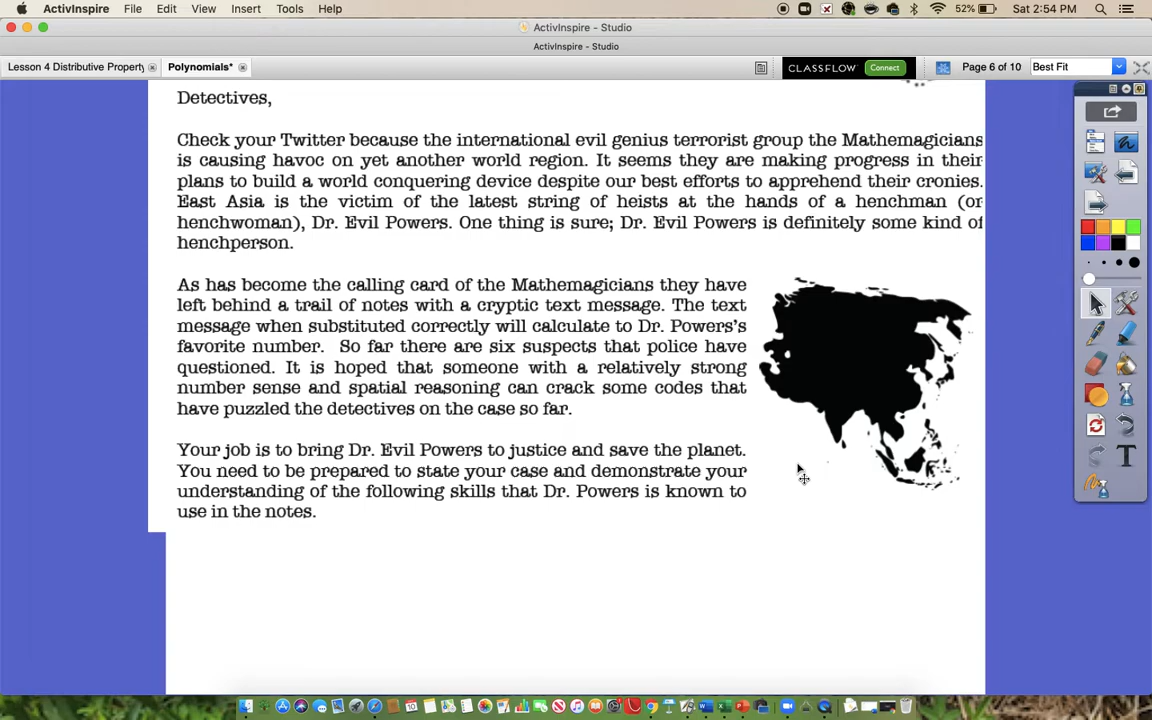 ActivInspire File Edit View Insert Tools Help 52% Sat 2:54 PM
ActivInspire - Studio
ActivInspire - Studio
Lesson 4 Distributive Property Polynomials* CLASSFLOW Connect Page 6 of 10 Best Fit
Detectives,
Check your Twitter because the international evil genius terrorist group the Mathemagicians
is causing havoc on yet another world region. It seems they are making progress in their
plans to build a world conquering device despite our best efforts to apprehend their cronies.
East Asia is the victim of the latest string of heists at the hands of a henchman (or
henchwoman), Dr. Evil Powers. One thing is sure; Dr. Evil Powers is definitely some kind of
henchperson.
As has become the calling card of the Mathemagicians they have
left behind a trail of notes with a cryptic text message. The text
message when substituted correctly will calculate to Dr. Powers's
favorite number. So far there are six suspects that police have
questioned. It is hoped that someone with a relatively strong
number sense and spatial reasoning can crack some codes that
have puzzled the detectives on the case so far.
Your job is to bring Dr. Evil Powers to justice and save the planet.
You need to be prepared to state your case and demonstrate your
understanding of the following skills that Dr. Powers is known to
use in the notes.
T